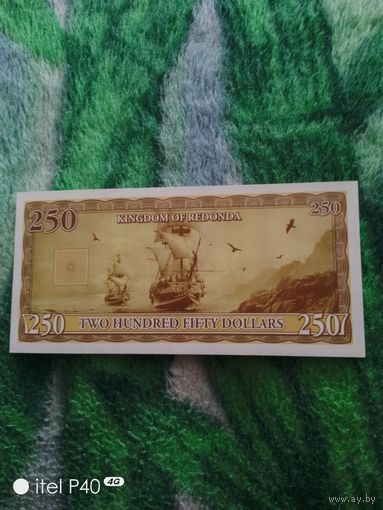 250
KINGDOM OF REDONDA
250
250
TWO HUNDRED FIFTY DOLLARS
250
itel P40 4G
www.ay.by